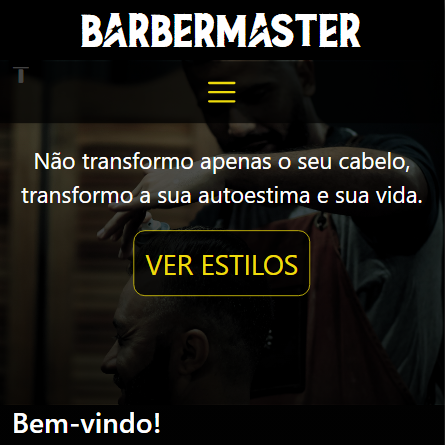 BARBERMASTER
T
Não transformo apenas o seu cabelo,
transformo a sua autoestima e sua vida.
VER ESTILOS
Bem-vindo!